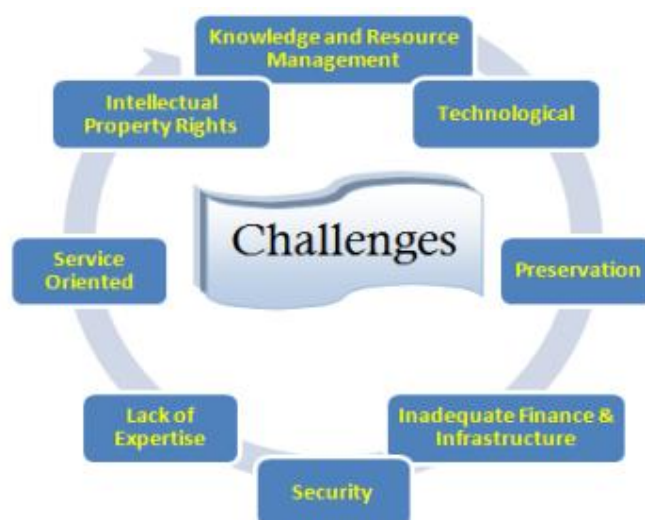 Knowledge and Resource
Management
Technological
Preservation
Inadequate Finance &
Infrastructure
Security
Lack of
Expertise
Service
Oriented
Intellectual
Property Rights
Challenges